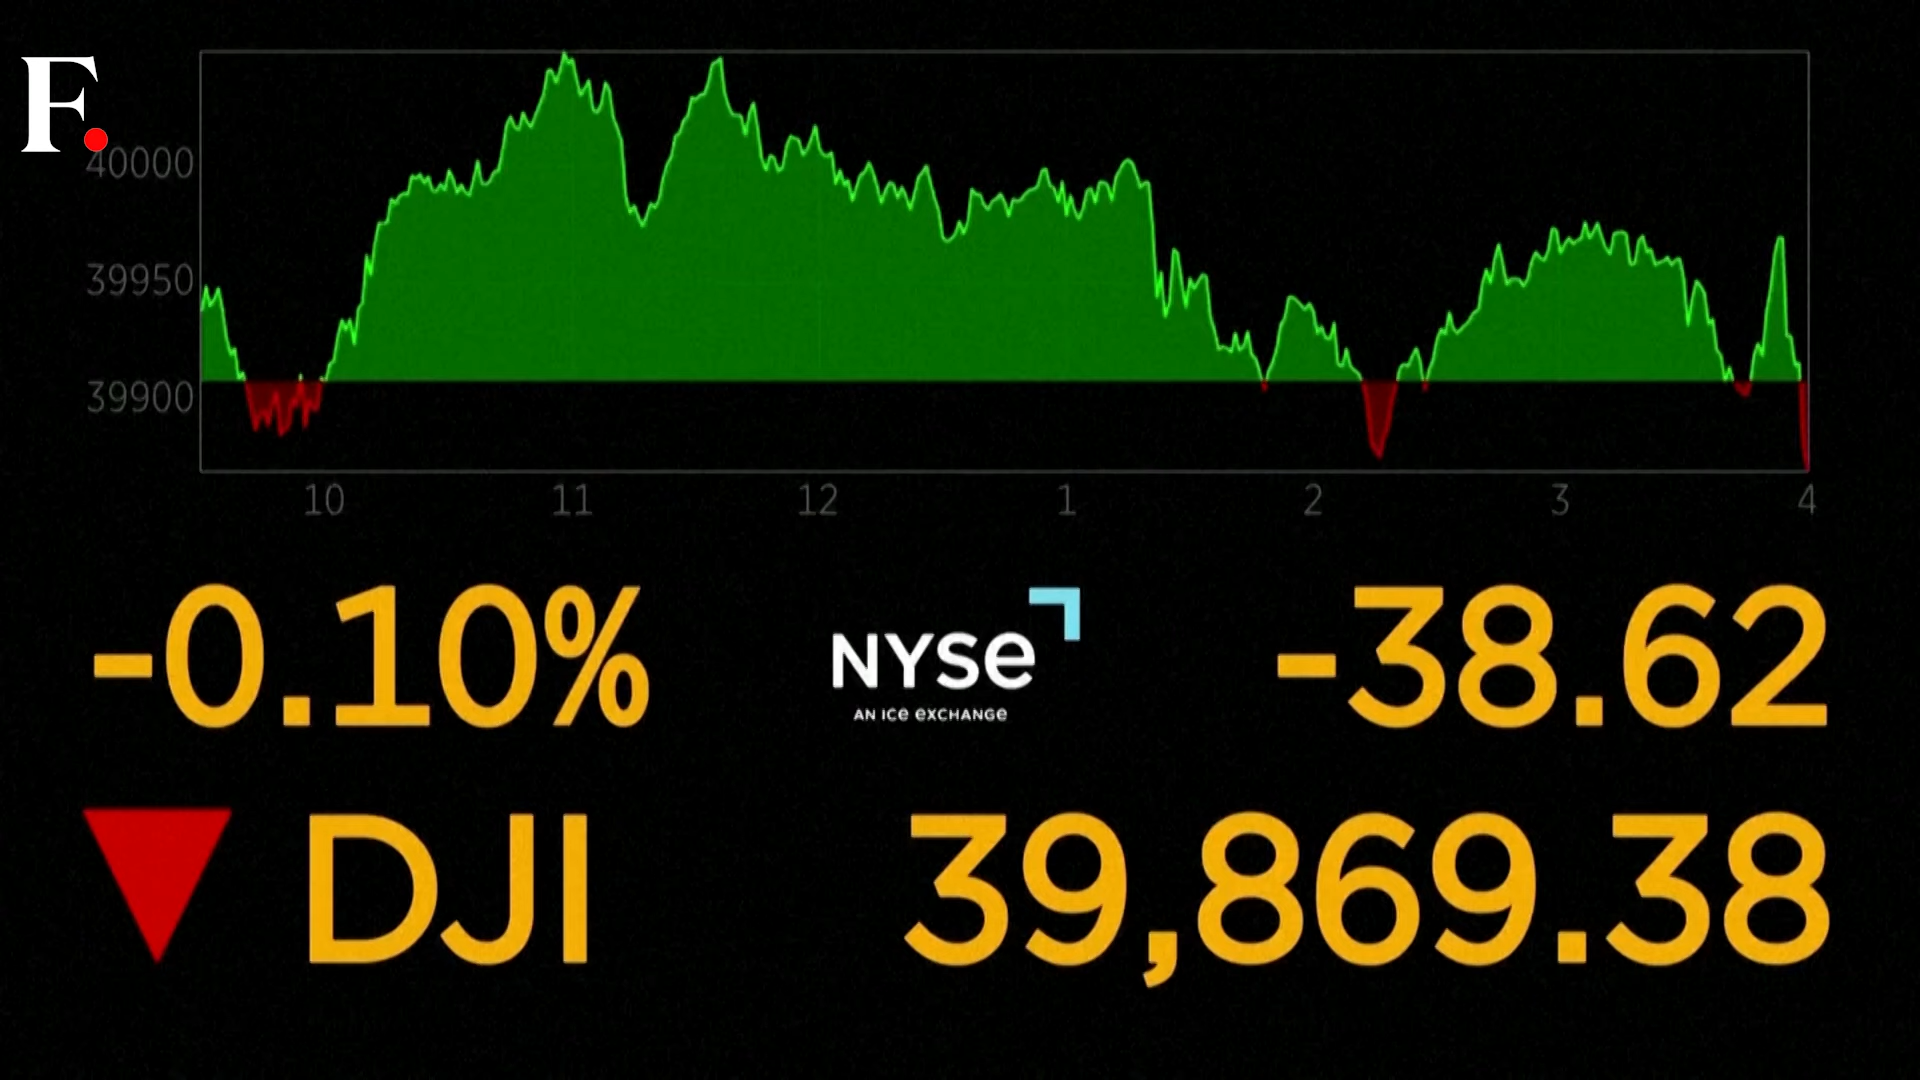 F.
40000
39950
39900
10 11 12 1 2 3 4
-0.10%
NYSE
AN ICE EXCHANGE
-38.62
DJI
39,869.38